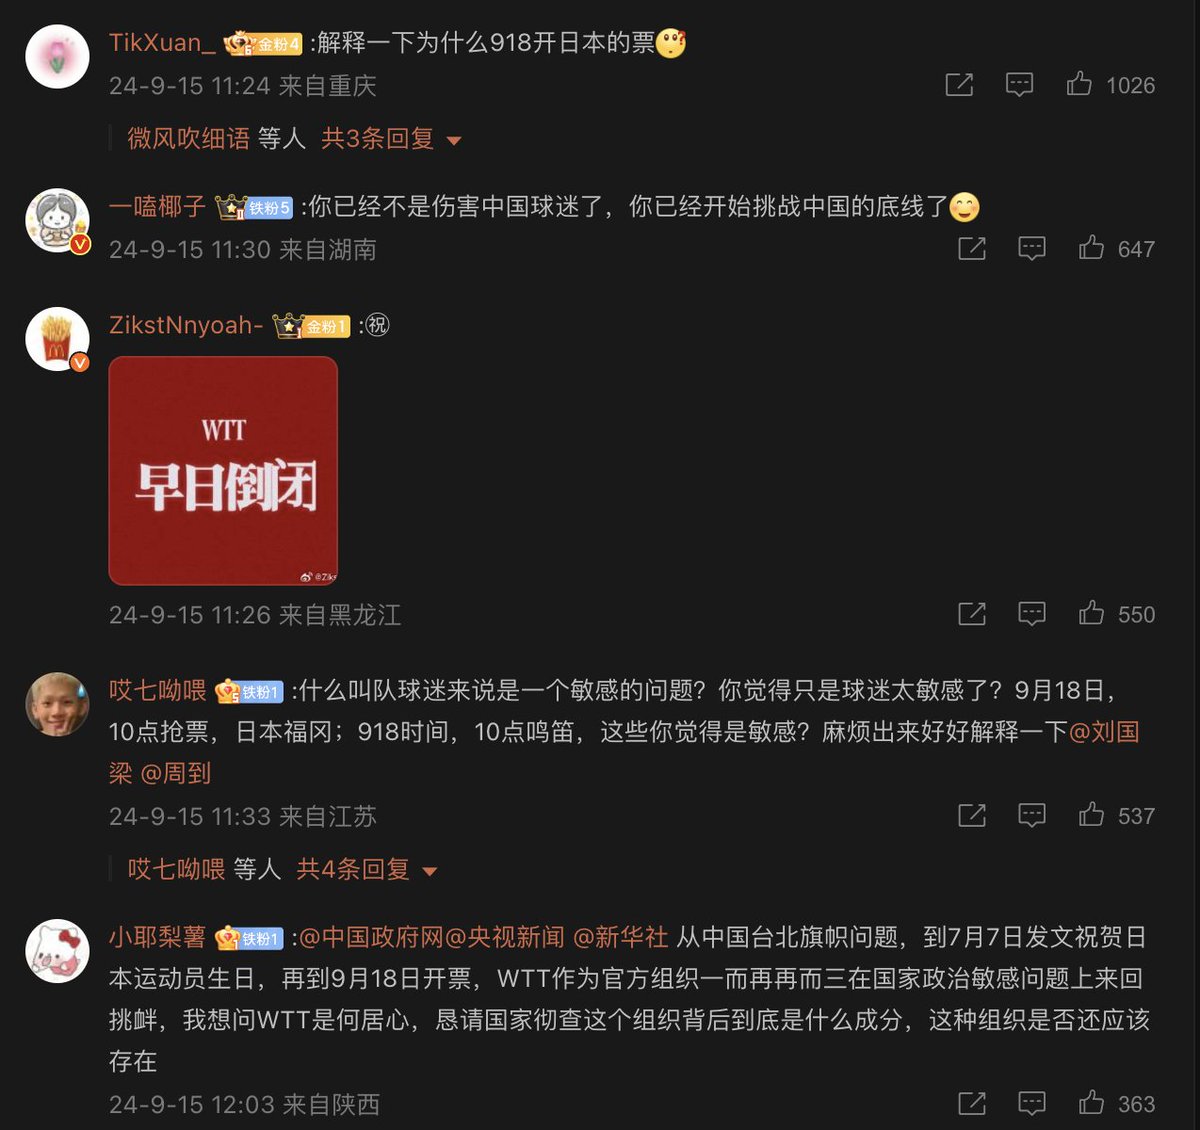 TikXuan_ 金粉4 :解释一下为什么918开日本的票
24-9-15 11:24 来自重庆 1026
微风吹细语 等人 共3条回复
一嗑椰子 铁粉5 :你已经不是伤害中国球迷了，你已经开始挑战中国的底线了
24-9-15 11:30 来自湖南 647
ZikstNnyoah- 金粉1 :㊗
WTT
早日倒闭
@Ziks
24-9-15 11:26 来自黑龙江 550
哎七呦喂 铁粉1 :什么叫队球迷来说是一个敏感的问题？你觉得只是球迷太敏感了？9月18日，
10点抢票，日本福冈；918时间，10点鸣笛，这些你觉得是敏感？麻烦出来好好解释一下@刘国
梁 @周到
24-9-15 11:33 来自江苏 537
哎七呦喂 等人 共4条回复
小耶梨薯 铁粉1 :@中国政府网@央视新闻 @新华社 从中国台北旗帜问题，到7月7日发文祝贺日
本运动员生日，再到9月18日开票，WTT作为官方组织一而再再而三在国家政治敏感问题上来回
挑衅，我想问WTT是何居心，恳请国家彻查这个组织背后到底是什么成分，这种组织是否还应该
存在
24-9-15 12:03 来自陕西 363